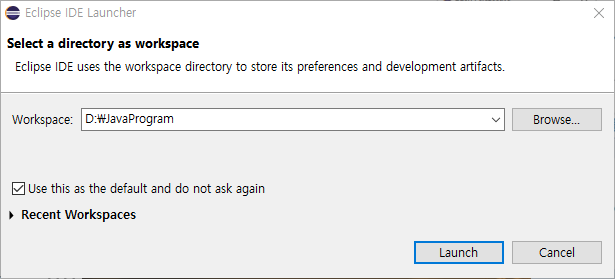 Eclipse IDE Launcher
Select a directory as workspace
Eclipse IDE uses the workspace directory to store its preferences and development artifacts.
Workspace: D:₩JavaProgram Browse...
Use this as the default and do not ask again
Recent Workspaces
Launch Cancel